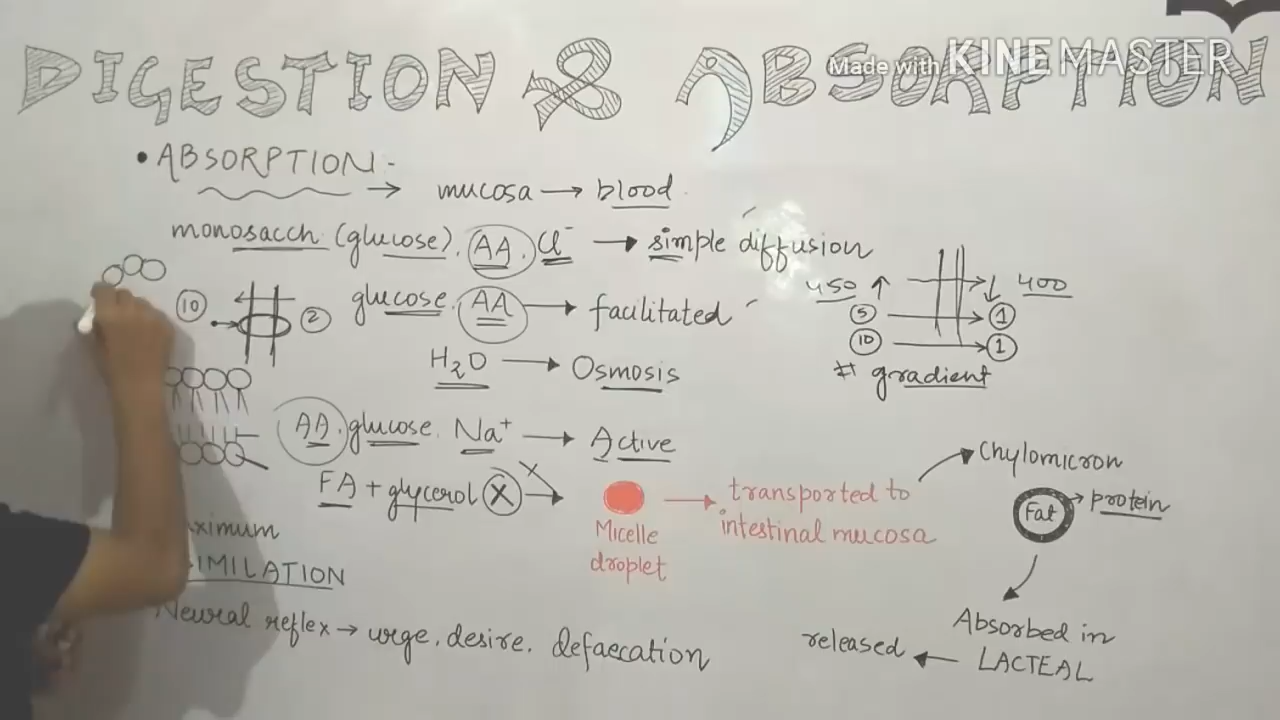 Made with KINEMASTER
DIGESTION & ABSORPTION
• ABSORPTION:-
→ mucosa → blood
monosacch (glucose), AA, Cl⁻ → simple diffusion
glucose, AA → facilitated
10
2
450 ↑ ↓ 400
5 → 1
10 → 1
# gradient
H₂O → Osmosis
AA, glucose, Na⁺ → Active
FA + glycerol X → X
Micelle
droplet
→ transported to
intestinal mucosa
Chylomicron
Fat → protein
Absorbed in
LACTEAL
← released
ximum
IMILATION
Neural reflex → urge, desire, defaecation